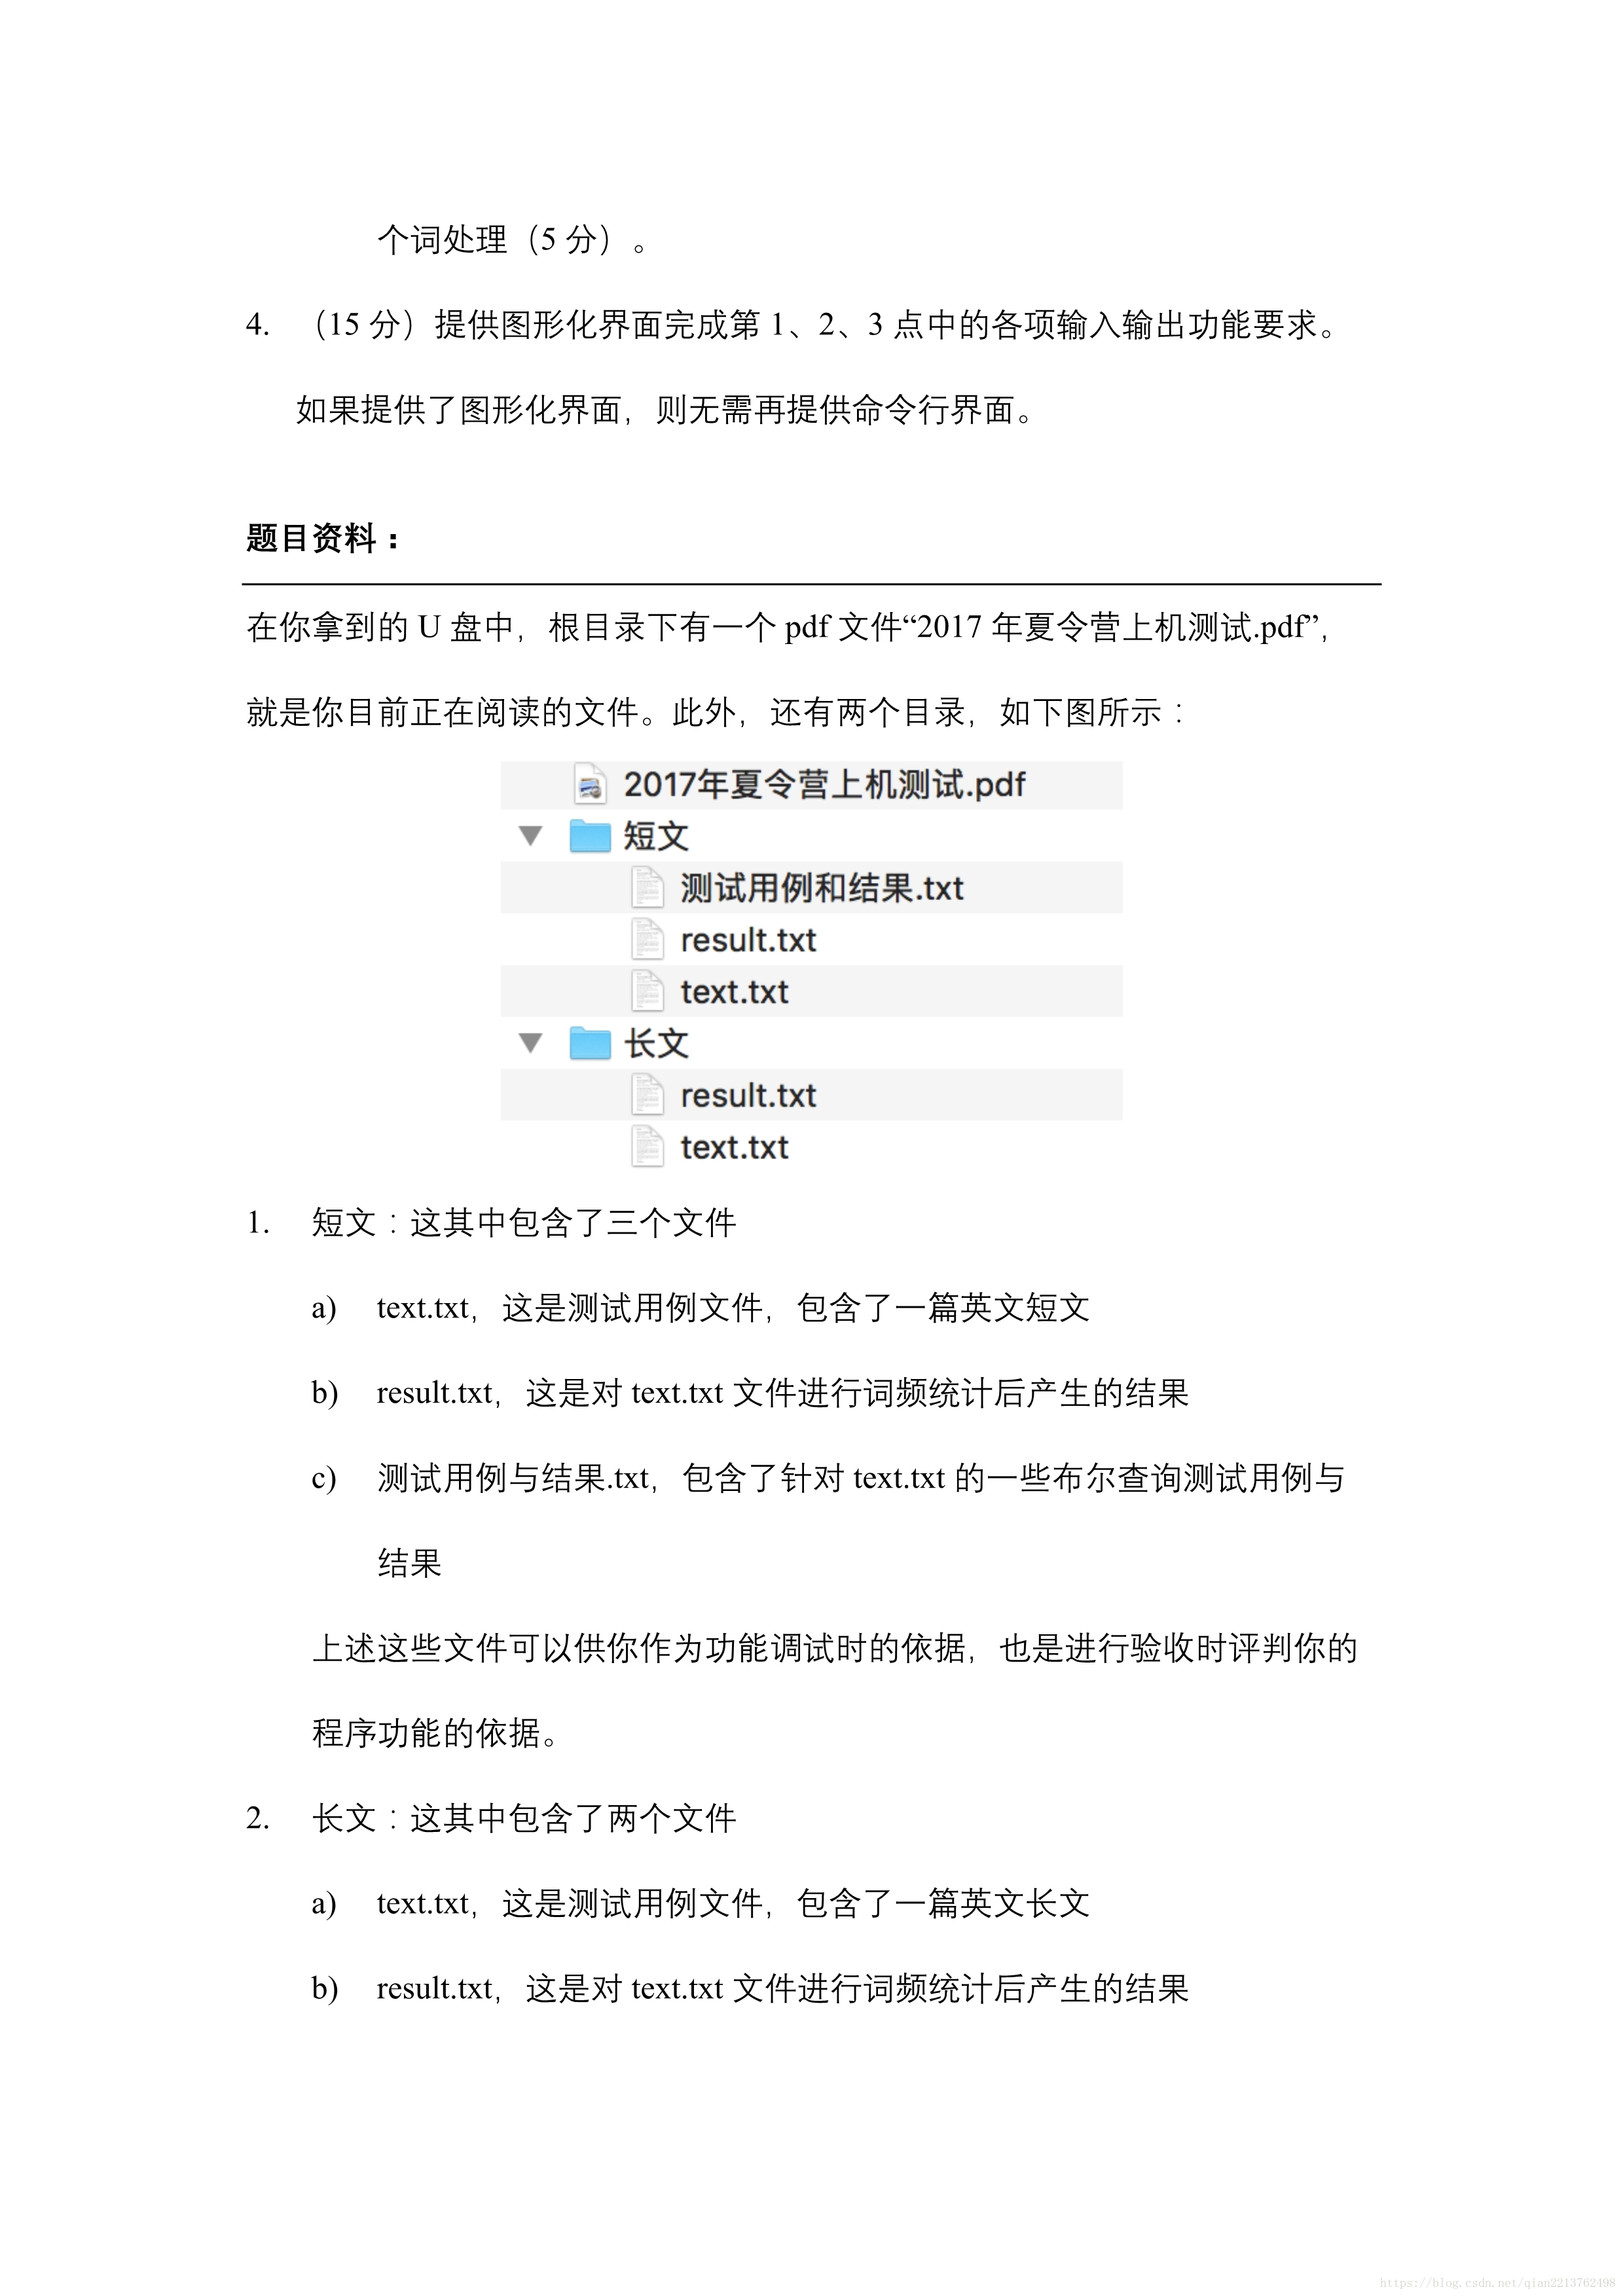 个词处理（5 分）。
4. （15 分）提供图形化界面完成第 1、2、3 点中的各项输入输出功能要求。
如果提供了图形化界面，则无需再提供命令行界面。
题目资料：
在你拿到的 U 盘中，根目录下有一个 pdf 文件“2017 年夏令营上机测试.pdf”，
就是你目前正在阅读的文件。此外，还有两个目录，如下图所示：
2017年夏令营上机测试.pdf
短文
测试用例和结果.txt
result.txt
text.txt
长文
result.txt
text.txt
1. 短文：这其中包含了三个文件
a) text.txt，这是测试用例文件，包含了一篇英文短文
b) result.txt，这是对 text.txt 文件进行词频统计后产生的结果
c) 测试用例与结果.txt，包含了针对 text.txt 的一些布尔查询测试用例与
结果
上述这些文件可以供你作为功能调试时的依据，也是进行验收时评判你的
程序功能的依据。
2. 长文：这其中包含了两个文件
a) text.txt，这是测试用例文件，包含了一篇英文长文
b) result.txt，这是对 text.txt 文件进行词频统计后产生的结果
https://blog.csdn.net/qian2213762498